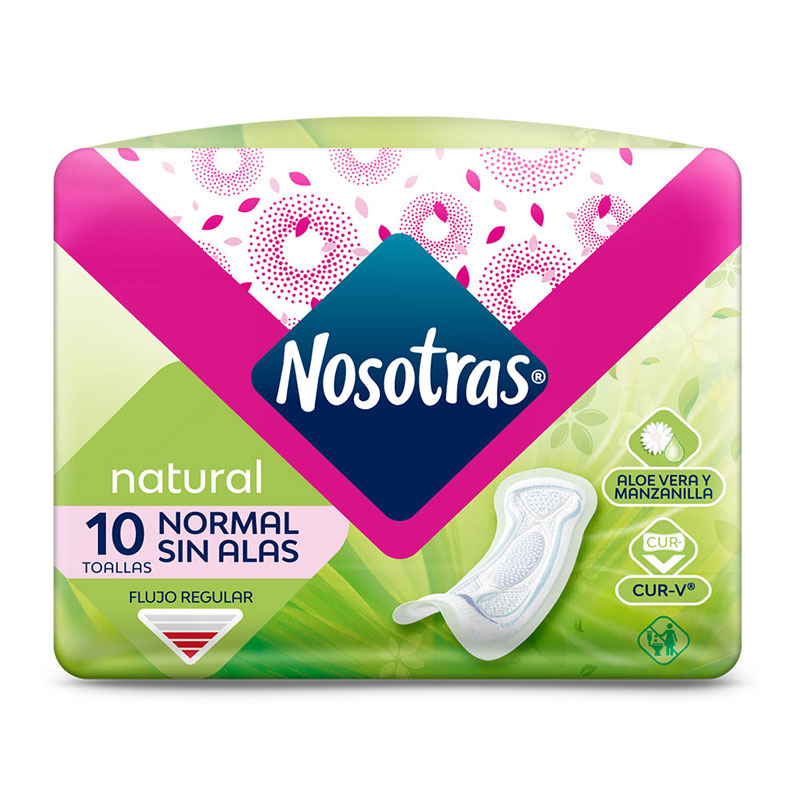 Nosotras®
natural
10 TOALLAS
NORMAL
SIN ALAS
FLUJO REGULAR
ALOE VERA Y
MANZANILLA
CUR-
CUR-V®